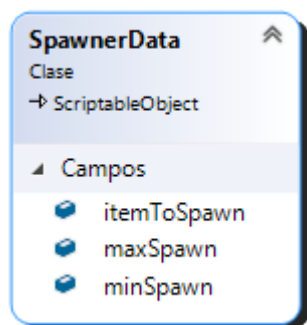 SpawnerData
Clase
ScriptableObject
Campos
itemToSpawn
maxSpawn
minSpawn